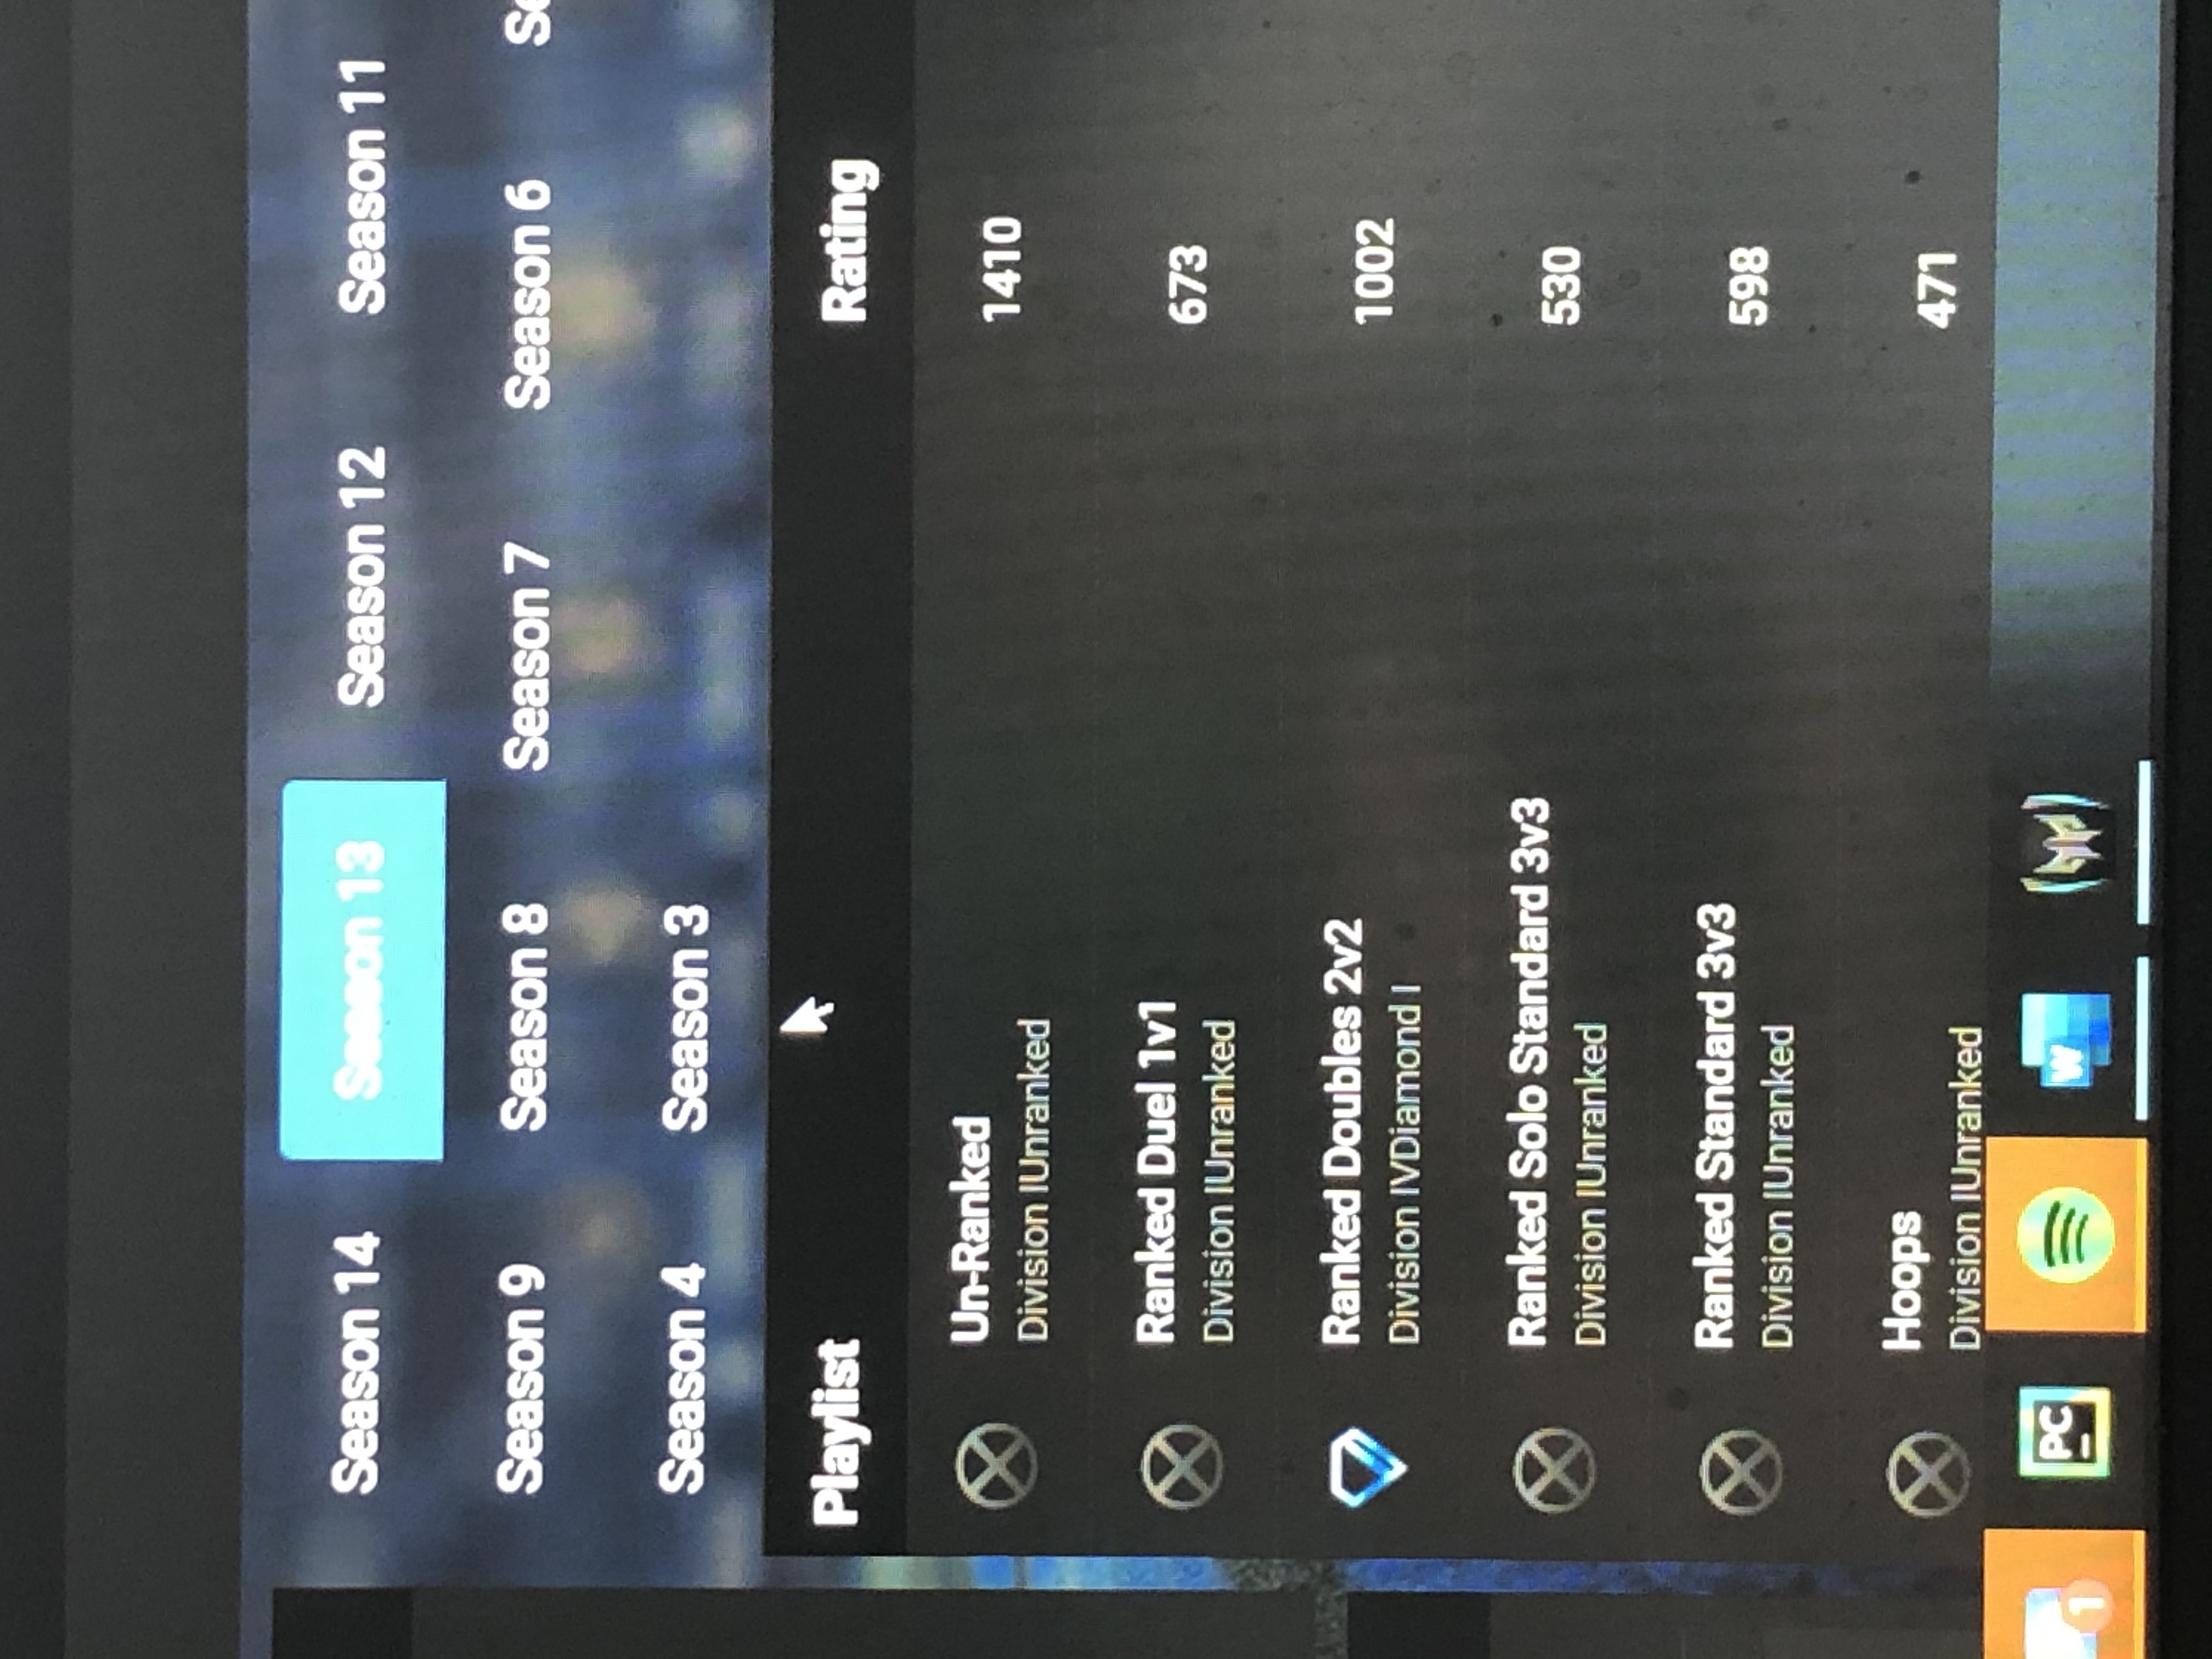 Season 14 Season 13 Season 12 Season 11
Season 9 Season 8 Season 7 Season 6
Season 4 Season 3
Playlist Rating
Un-Ranked
Division IUnranked
1410
Ranked Duel 1v1
Division IUnranked
673
Ranked Doubles 2v2
Division IVDiamond I
1002
Ranked Solo Standard 3v3
Division IUnranked
530
Ranked Standard 3v3
Division IUnranked
598
Hoops
Division IUnranked
471
1 PC W